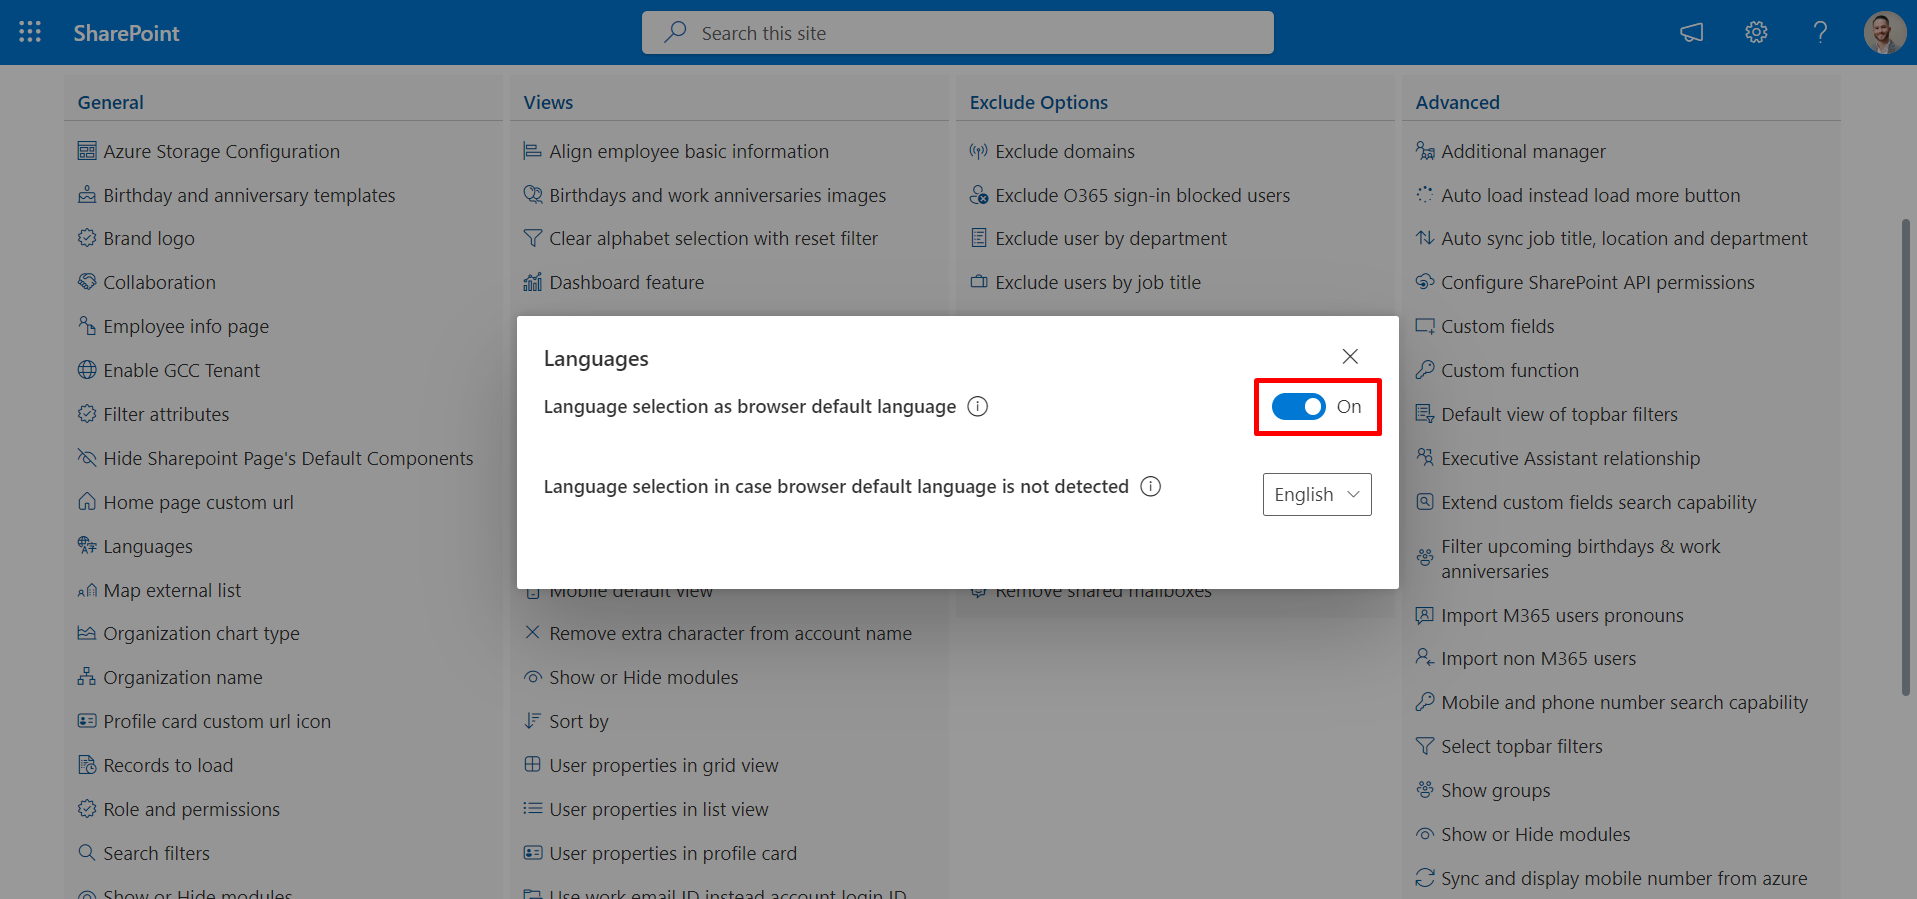 SharePoint
Search this site
General
Azure Storage Configuration
Birthday and anniversary templates
Brand logo
Collaboration
Employee info page
Enable GCC Tenant
Filter attributes
Hide Sharepoint Page's Default Components
Home page custom url
Languages
Map external list
Organization chart type
Organization name
Profile card custom url icon
Records to load
Role and permissions
Search filters
Show or Hide modules
Views
Align employee basic information
Birthdays and work anniversaries images
Clear alphabet selection with reset filter
Dashboard feature
Mobile default view
Remove extra character from account name
Show or Hide modules
Sort by
User properties in grid view
User properties in list view
User properties in profile card
Use work email ID instead account login ID
Exclude Options
Exclude domains
Exclude O365 sign-in blocked users
Exclude user by department
Exclude users by job title
Remove shared mailboxes
Advanced
Additional manager
Auto load instead load more button
Auto sync job title, location and department
Configure SharePoint API permissions
Custom fields
Custom function
Default view of topbar filters
Executive Assistant relationship
Extend custom fields search capability
Filter upcoming birthdays & work
anniversaries
Import M365 users pronouns
Import non M365 users
Mobile and phone number search capability
Select topbar filters
Show groups
Show or Hide modules
Sync and display mobile number from azure
Languages
Language selection as browser default language
On
Language selection in case browser default language is not detected
English